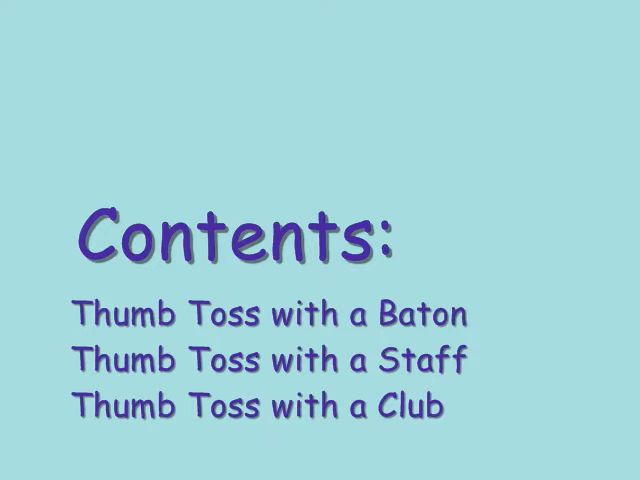 Contents:
Thumb Toss with a Baton
Thumb Toss with a Staff
Thumb Toss with a Club